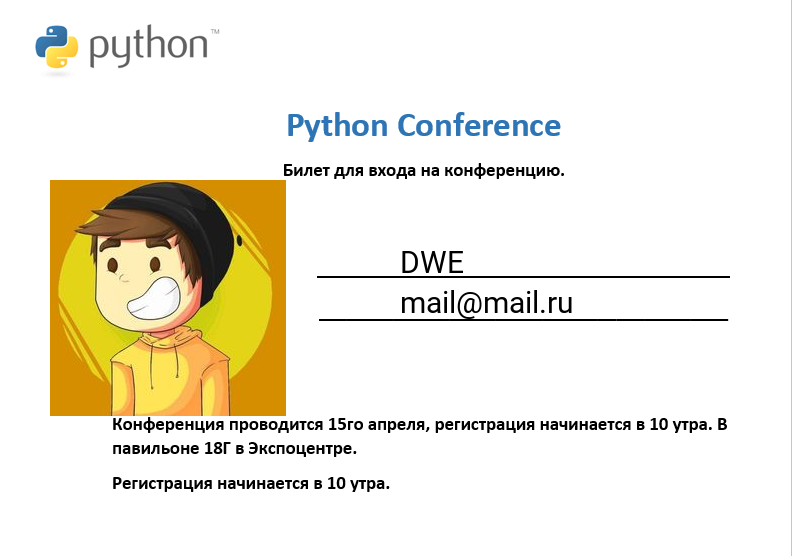 python™
Python Conference
Билет для входа на конференцию.
DWE
mail@mail.ru
Конференция проводится 15го апреля, регистрация начинается в 10 утра. В
павильоне 18Г в Экспоцентре.
Регистрация начинается в 10 утра.